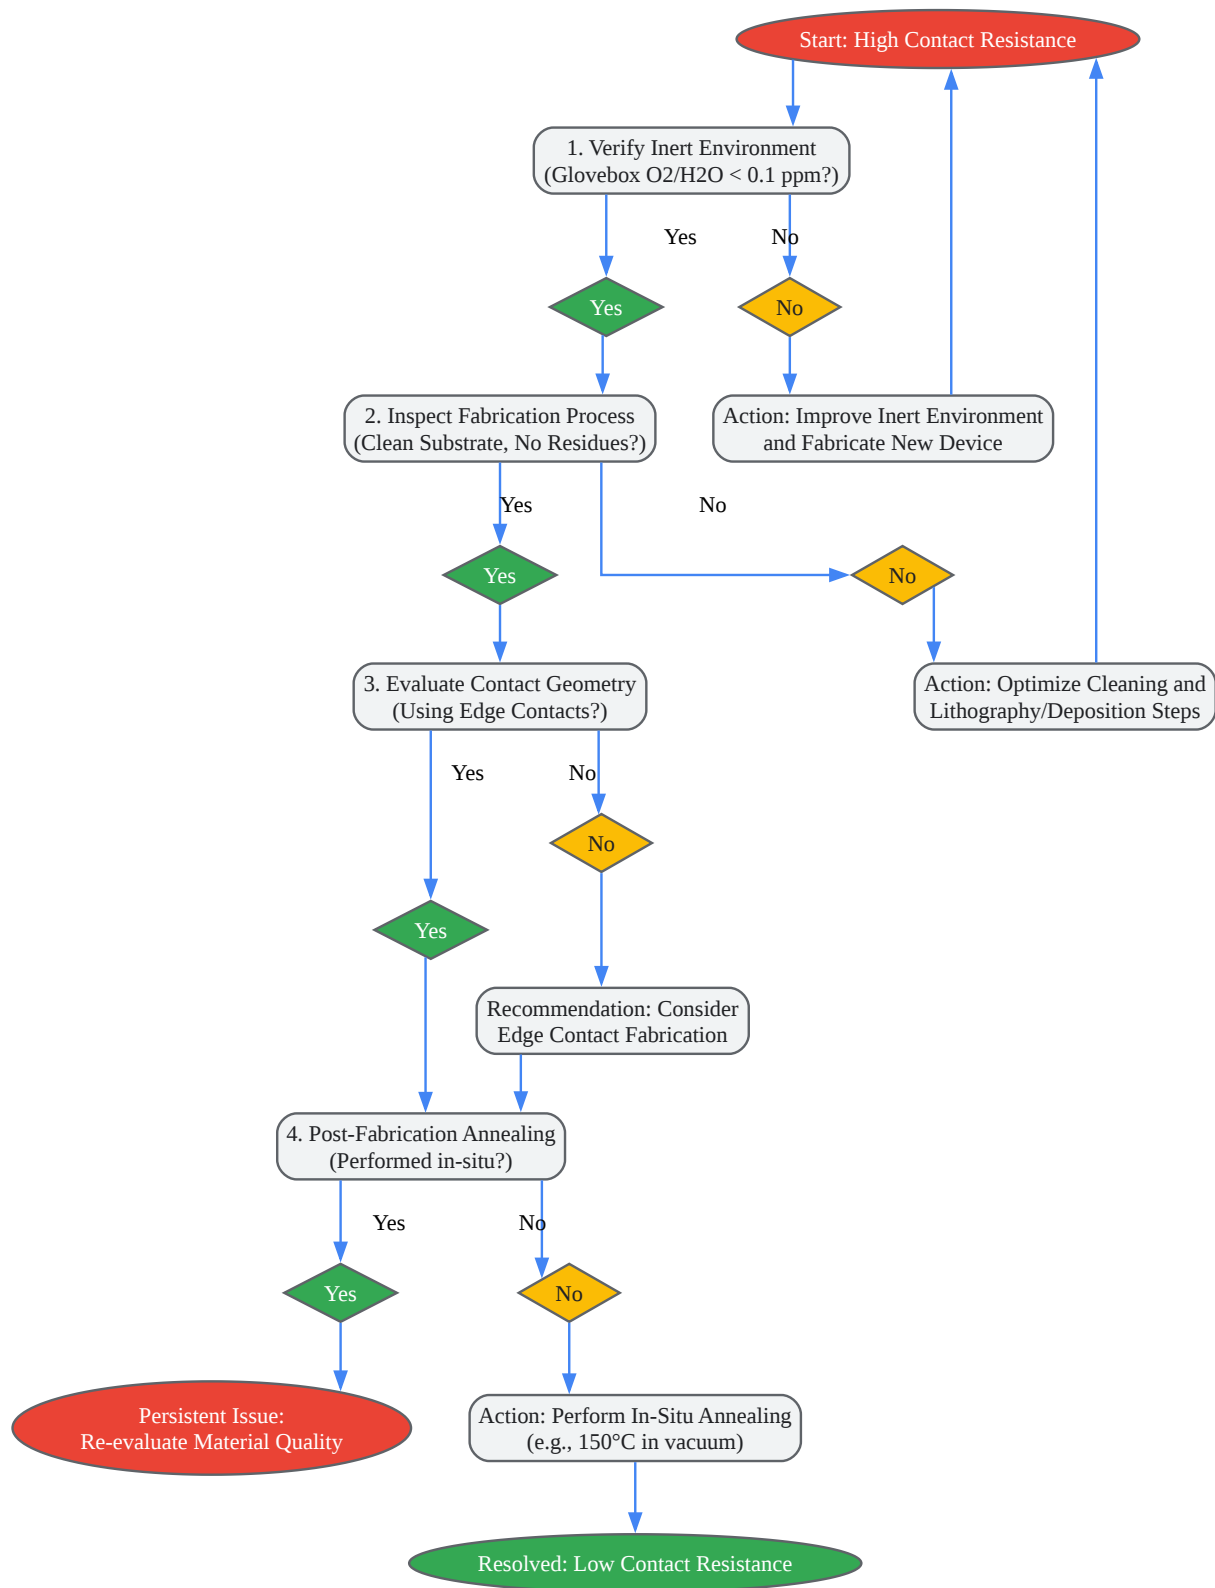 Start: High Contact Resistance
1. Verify Inert Environment
(Glovebox O2/H2O < 0.1 ppm?)
Yes
No
Yes
No
2. Inspect Fabrication Process
(Clean Substrate, No Residues?)
Action: Improve Inert Environment
and Fabricate New Device
Yes
No
Yes
No
3. Evaluate Contact Geometry
(Using Edge Contacts?)
Action: Optimize Cleaning and
Lithography/Deposition Steps
Yes
No
No
Yes
Recommendation: Consider
Edge Contact Fabrication
4. Post-Fabrication Annealing
(Performed in-situ?)
Yes
No
Yes
No
Persistent Issue:
Re-evaluate Material Quality
Action: Perform In-Situ Annealing
(e.g., 150°C in vacuum)
Resolved: Low Contact Resistance